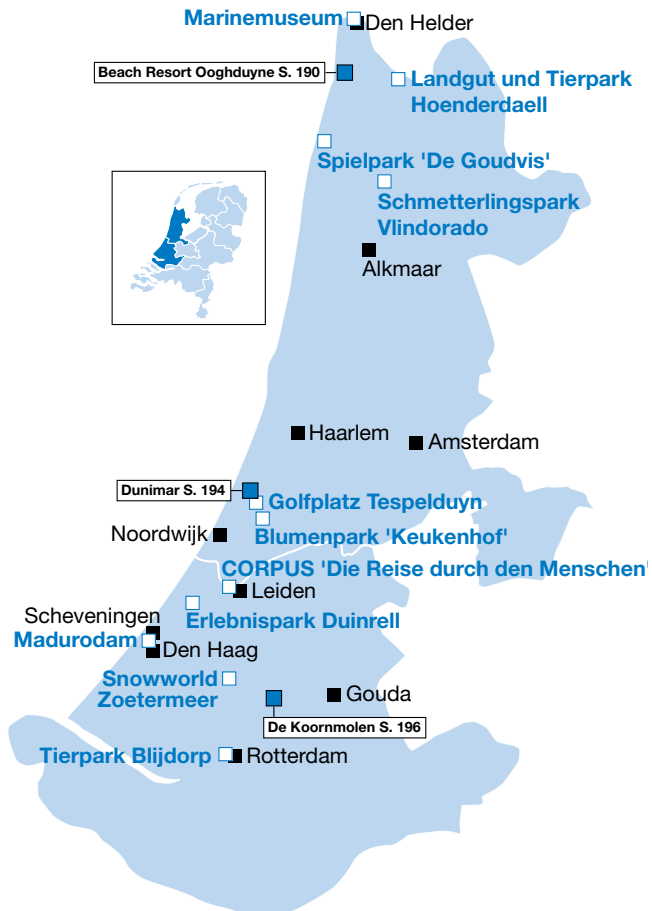 Marinemuseum
Den Helder
Beach Resort Ooghduyne S. 190
Landgut und Tierpark
Hoenderdaell
Spielpark 'De Goudvis'
Schmetterlingspark
Vlindorado
Alkmaar
Haarlem
Amsterdam
Dunimar S. 194
Golfplatz Tespelduyn
Noordwijk
Blumenpark 'Keukenhof'
CORPUS 'Die Reise durch den Menschen'
Leiden
Scheveningen
Erlebnispark Duinrell
Madurodam
Den Haag
Snowworld
Zoetermeer
Gouda
De Koornmolen S. 196
Tierpark Blijdorp
Rotterdam